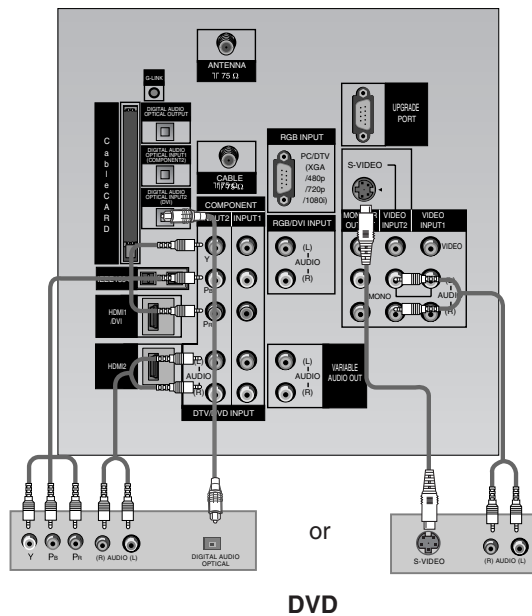 G-LINK
ANTENNA
75 Ω
CableCARD
DIGITAL AUDIO
OPTICAL OUTPUT
DIGITAL AUDIO
OPTICAL INPUT1
(COMPONENT2)
DIGITAL AUDIO
OPTICAL INPUT2
(DVI)
CABLE
75 Ω
RGB INPUT
PC/DTV
(XGA
/480p
/720p
/1080i)
UPGRADE
PORT
S-VIDEO
COMPONENT
INPUT1
RGB/DVI INPUT
VIDEO
INPUT2
VIDEO
INPUT1
VIDEO
Y
PB
PR
(L)
AUDIO
(R)
MONO
AUDIO
(R)
HDMI1
/DVI
HDMI2
(L)
AUDIO
(R)
(L)
AUDIO
(R)
VARIABLE
AUDIO OUT
DTV/DVD INPUT
Y
PB
PR
(R) AUDIO (L)
DIGITAL AUDIO
OPTICAL
or
S-VIDEO
(R) AUDIO (L)
DVD